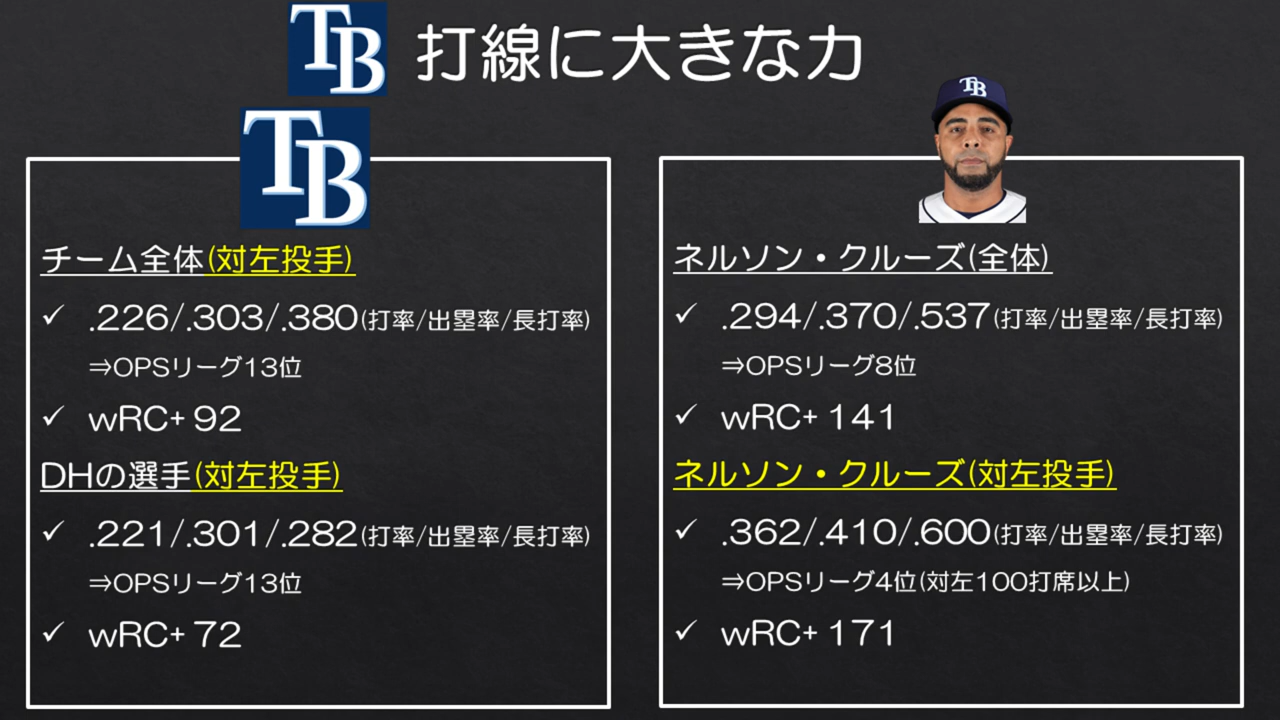 TB 打線に大きな力
TB
TB
チーム全体(対左投手)
✓ .226/.303/.380(打率/出塁率/長打率)
⇒OPSリーグ13位
✓ wRC+ 92
DHの選手(対左投手)
✓ .221/.301/.282(打率/出塁率/長打率)
⇒OPSリーグ13位
✓ wRC+ 72
ネルソン・クルーズ(全体)
✓ .294/.370/.537(打率/出塁率/長打率)
⇒OPSリーグ8位
✓ wRC+ 141
ネルソン・クルーズ(対左投手)
✓ .362/.410/.600(打率/出塁率/長打率)
⇒OPSリーグ4位(対左100打席以上)
✓ wRC+ 171